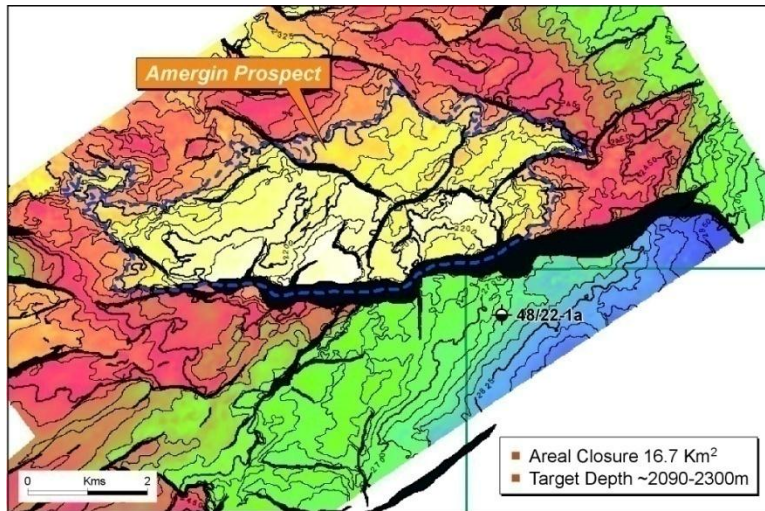 Amergin Prospect
48/22-1a
0 Kms 2
Areal Closure 16.7 Km²
Target Depth ~2090-2300m